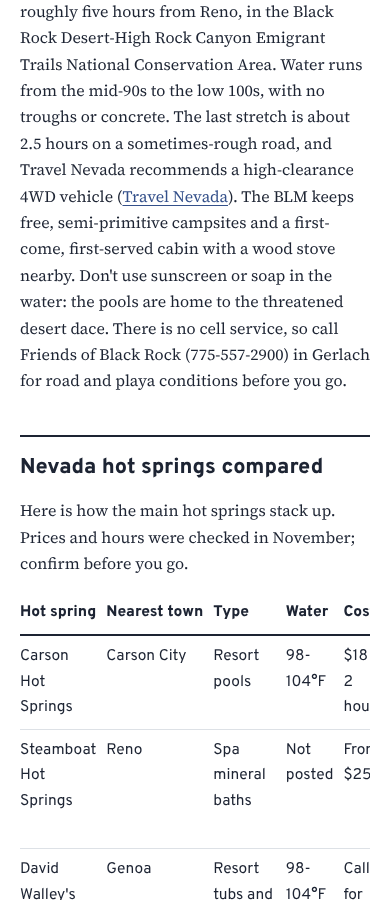 roughly five hours from Reno, in the Black
Rock Desert-High Rock Canyon Emigrant
Trails National Conservation Area. Water runs
from the mid-90s to the low 100s, with no
troughs or concrete. The last stretch is about
2.5 hours on a sometimes-rough road, and
Travel Nevada recommends a high-clearance
4WD vehicle (Travel Nevada). The BLM keeps
free, semi-primitive campsites and a first-
come, first-served cabin with a wood stove
nearby. Don't use sunscreen or soap in the
water: the pools are home to the threatened
desert dace. There is no cell service, so call
Friends of Black Rock (775-557-2900) in Gerlach
for road and playa conditions before you go.
Nevada hot springs compared
Here is how the main hot springs stack up.
Prices and hours were checked in November;
confirm before you go.
Hot spring Nearest town Type Water Cos
Carson Carson City Resort 98- $18
Hot pools 104°F 2
Springs hou
Steamboat Reno Spa Not Fror
Hot mineral posted $25
Springs baths
David Genoa Resort 98- Call
Walley's tubs and 104°F for